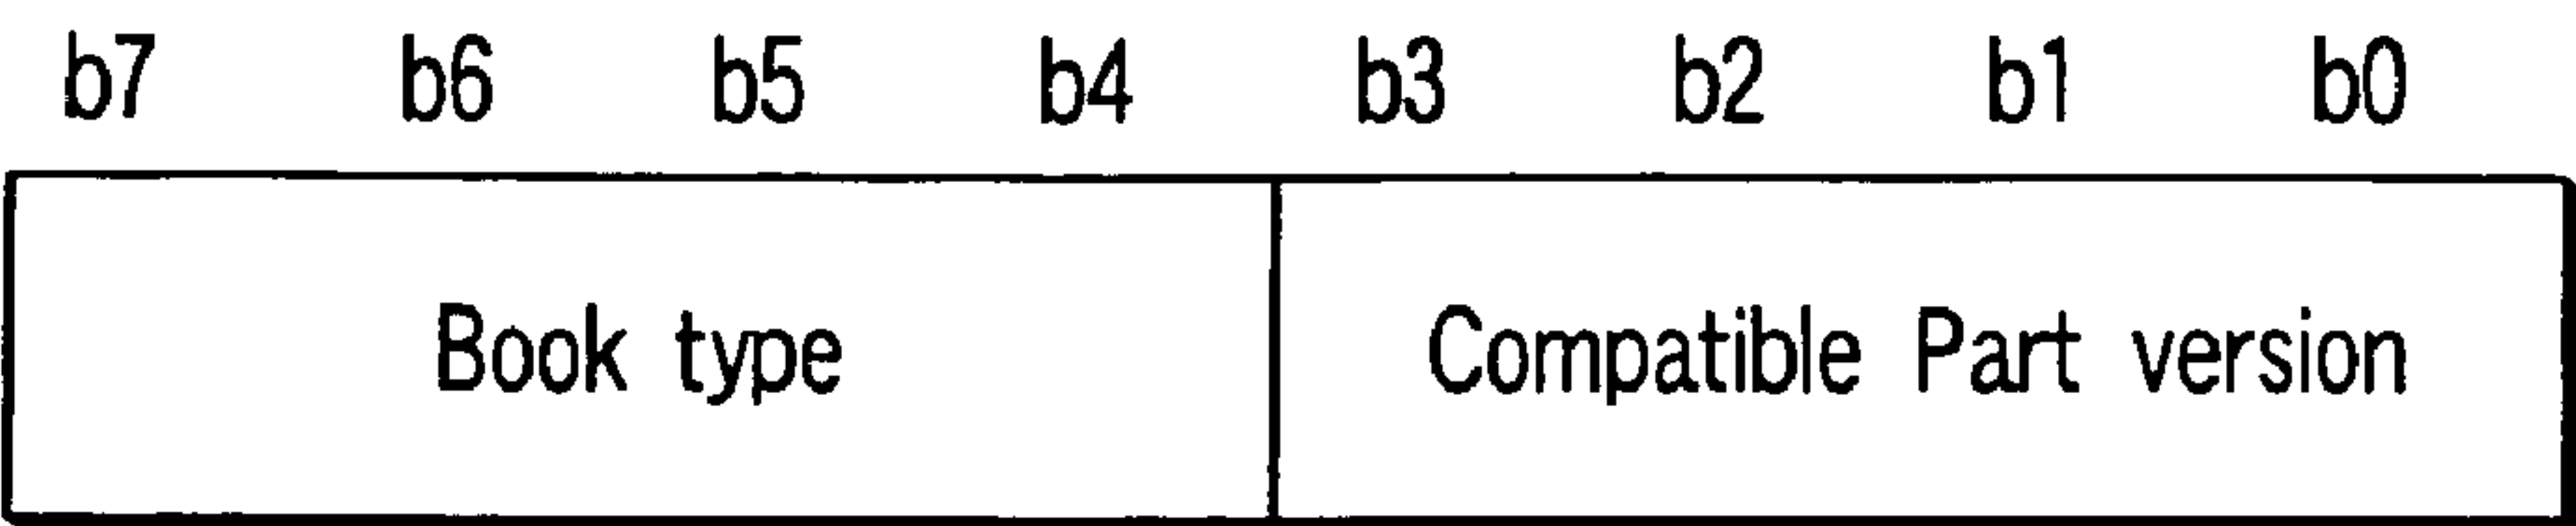 b7 b6 b5 b4 b3 b2 b1 b0
Book type Compatible Part version